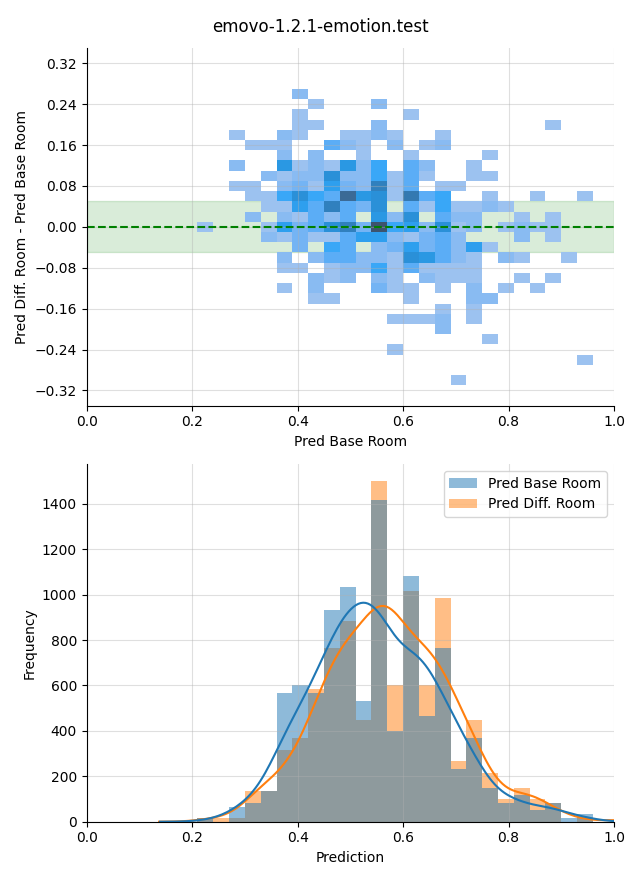 emovo-1.2.1-emotion.test
0.32
0.24
0.16
0.08
0.00
−0.08
−0.16
−0.24
−0.32
Pred Diff. Room - Pred Base Room
0.0 0.2 0.4 0.6 0.8 1.0
Pred Base Room
Pred Base Room
Pred Diff. Room
1400
1200
1000
800
600
400
200
0
Frequency
0.0 0.2 0.4 0.6 0.8 1.0
Prediction